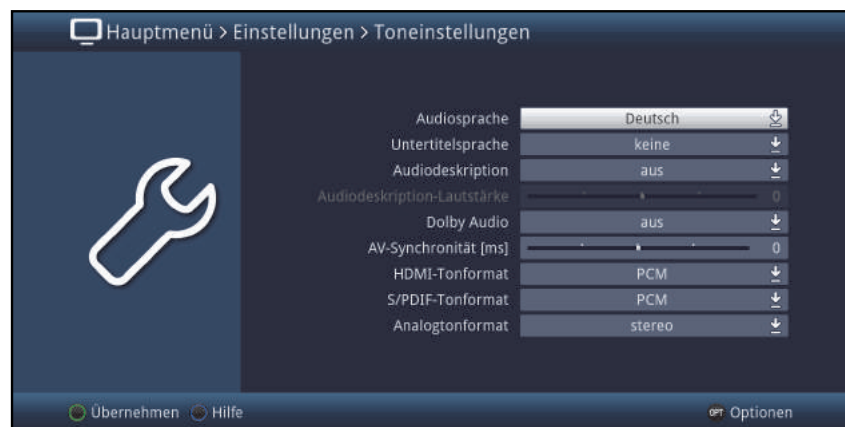 Hauptmenü > Einstellungen > Toneinstellungen
Audiosprache Deutsch
Untertitelsprache keine
Audiodeskription aus
Audiodeskription-Lautstärke 0
Dolby Audio aus
AV-Synchronität [ms] 0
HDMI-Tonformat PCM
S/PDIF-Tonformat PCM
Analogtonformat stereo
Übernehmen Hilfe OPT Optionen